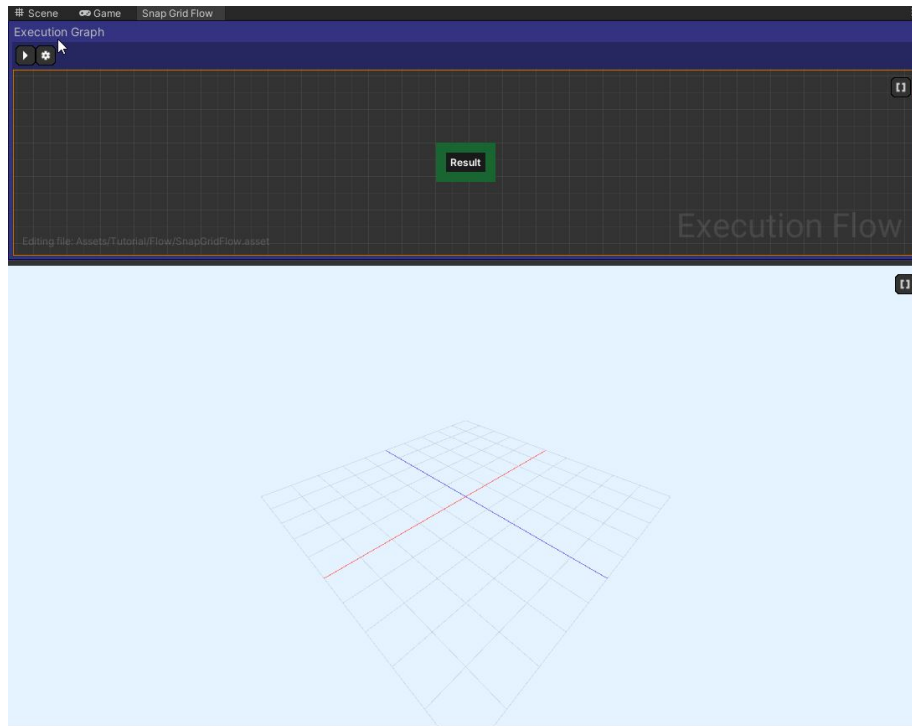 Scene Game Snap Grid Flow
Execution Graph
Result
Execution Flow
Editing file: Assets/Tutorial/Flow/SnapGridFlow.asset